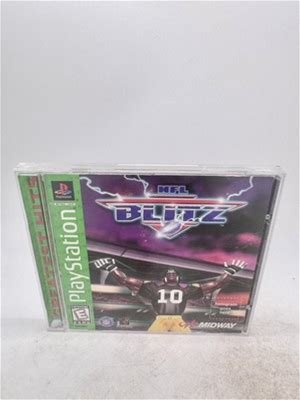 GREATEST HITS
PlayStation
NFL
BLITZ
10
E
MIDWAY